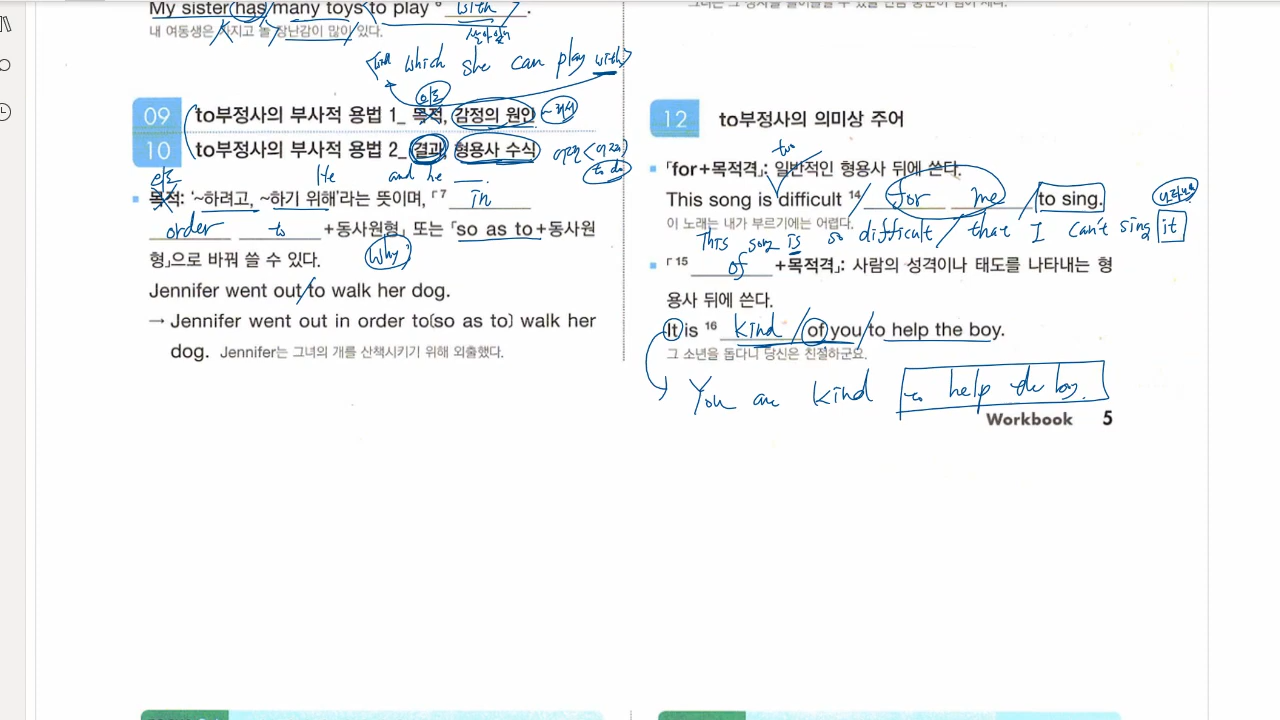 My sister has many toys to play 6 with.
내 여동생은 가지고 놀 장난감이 많이 있다.
which she can play with
09 to부정사의 부사적 용법 1_ 목적, 감정의 원인
10 to부정사의 부사적 용법 2_ 결과, 형용사 수식
He and he
to do
목적: '~하려고, ~하기 위해'라는 뜻이며, 「7 in
order to +동사원형」 또는 「so as to+동사원
형」으로 바꿔 쓸 수 있다. Why?
Jennifer went out to walk her dog.
→ Jennifer went out in order to[so as to] walk her
dog. Jennifer는 그녀의 개를 산책시키기 위해 외출했다.
12 to부정사의 의미상 주어
「for+목적격」: 일반적인 형용사 뒤에 쓴다.
This song is difficult 14 for me to sing.
이 노래는 내가 부르기에는 어렵다.
This song is so difficult that I can't sing it
「15 of +목적격」: 사람의 성격이나 태도를 나타내는 형
용사 뒤에 쓴다.
It is 16 kind of you to help the boy.
그 소년을 돕다니 당신은 친절하군요.
You are kind to help the boy.
Workbook 5